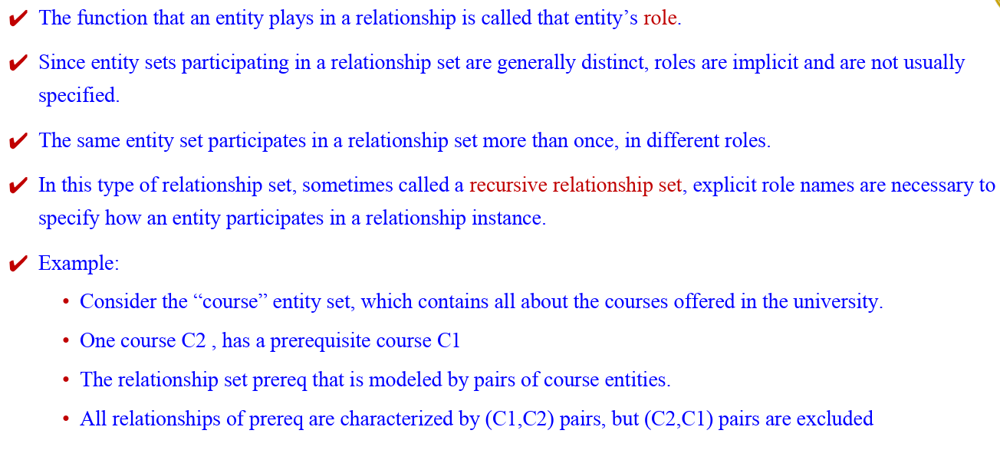 ✔ The function that an entity plays in a relationship is called that entity’s role.
✔ Since entity sets participating in a relationship set are generally distinct, roles are implicit and are not usually
specified.
✔ The same entity set participates in a relationship set more than once, in different roles.
✔ In this type of relationship set, sometimes called a recursive relationship set, explicit role names are necessary to
specify how an entity participates in a relationship instance.
✔ Example:
• Consider the “course” entity set, which contains all about the courses offered in the university.
• One course C2 , has a prerequisite course C1
• The relationship set prereq that is modeled by pairs of course entities.
• All relationships of prereq are characterized by (C1,C2) pairs, but (C2,C1) pairs are excluded